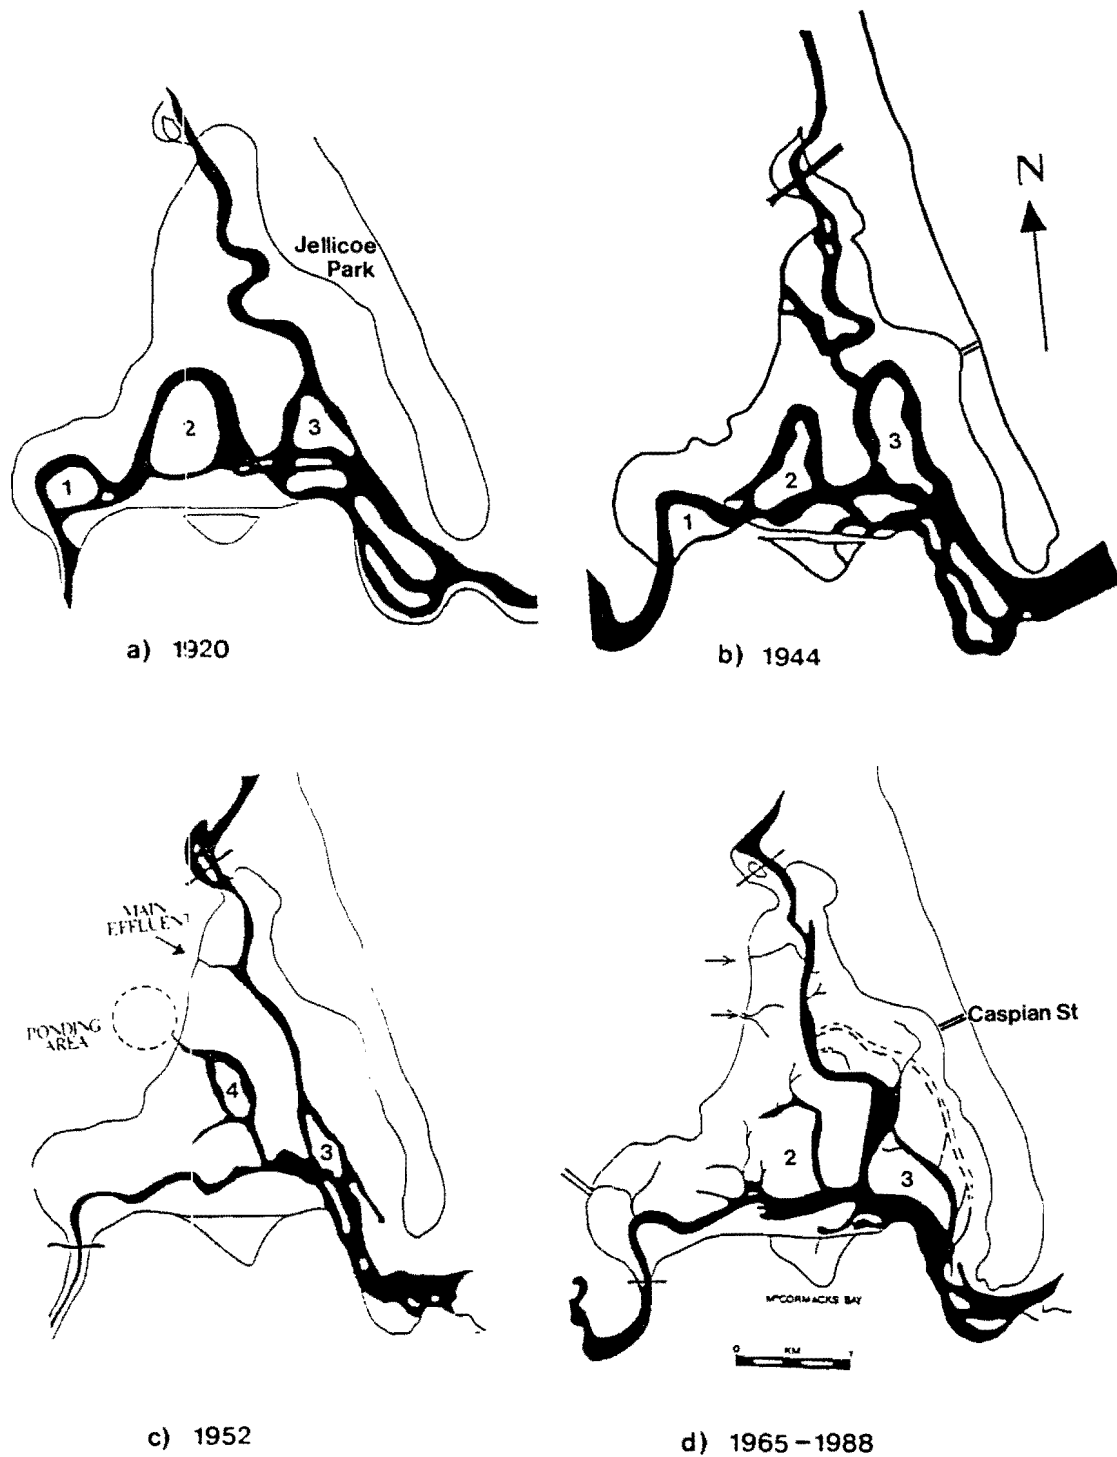 Jellicoe
Park
1
2
3
a) 1920
N
1
2
3
b) 1944
MAIN
EFFLUENT
PONDING
AREA
4
3
c) 1952
Caspian St
2
3
McCORMACKS BAY
0 KM 1
d) 1965-1988